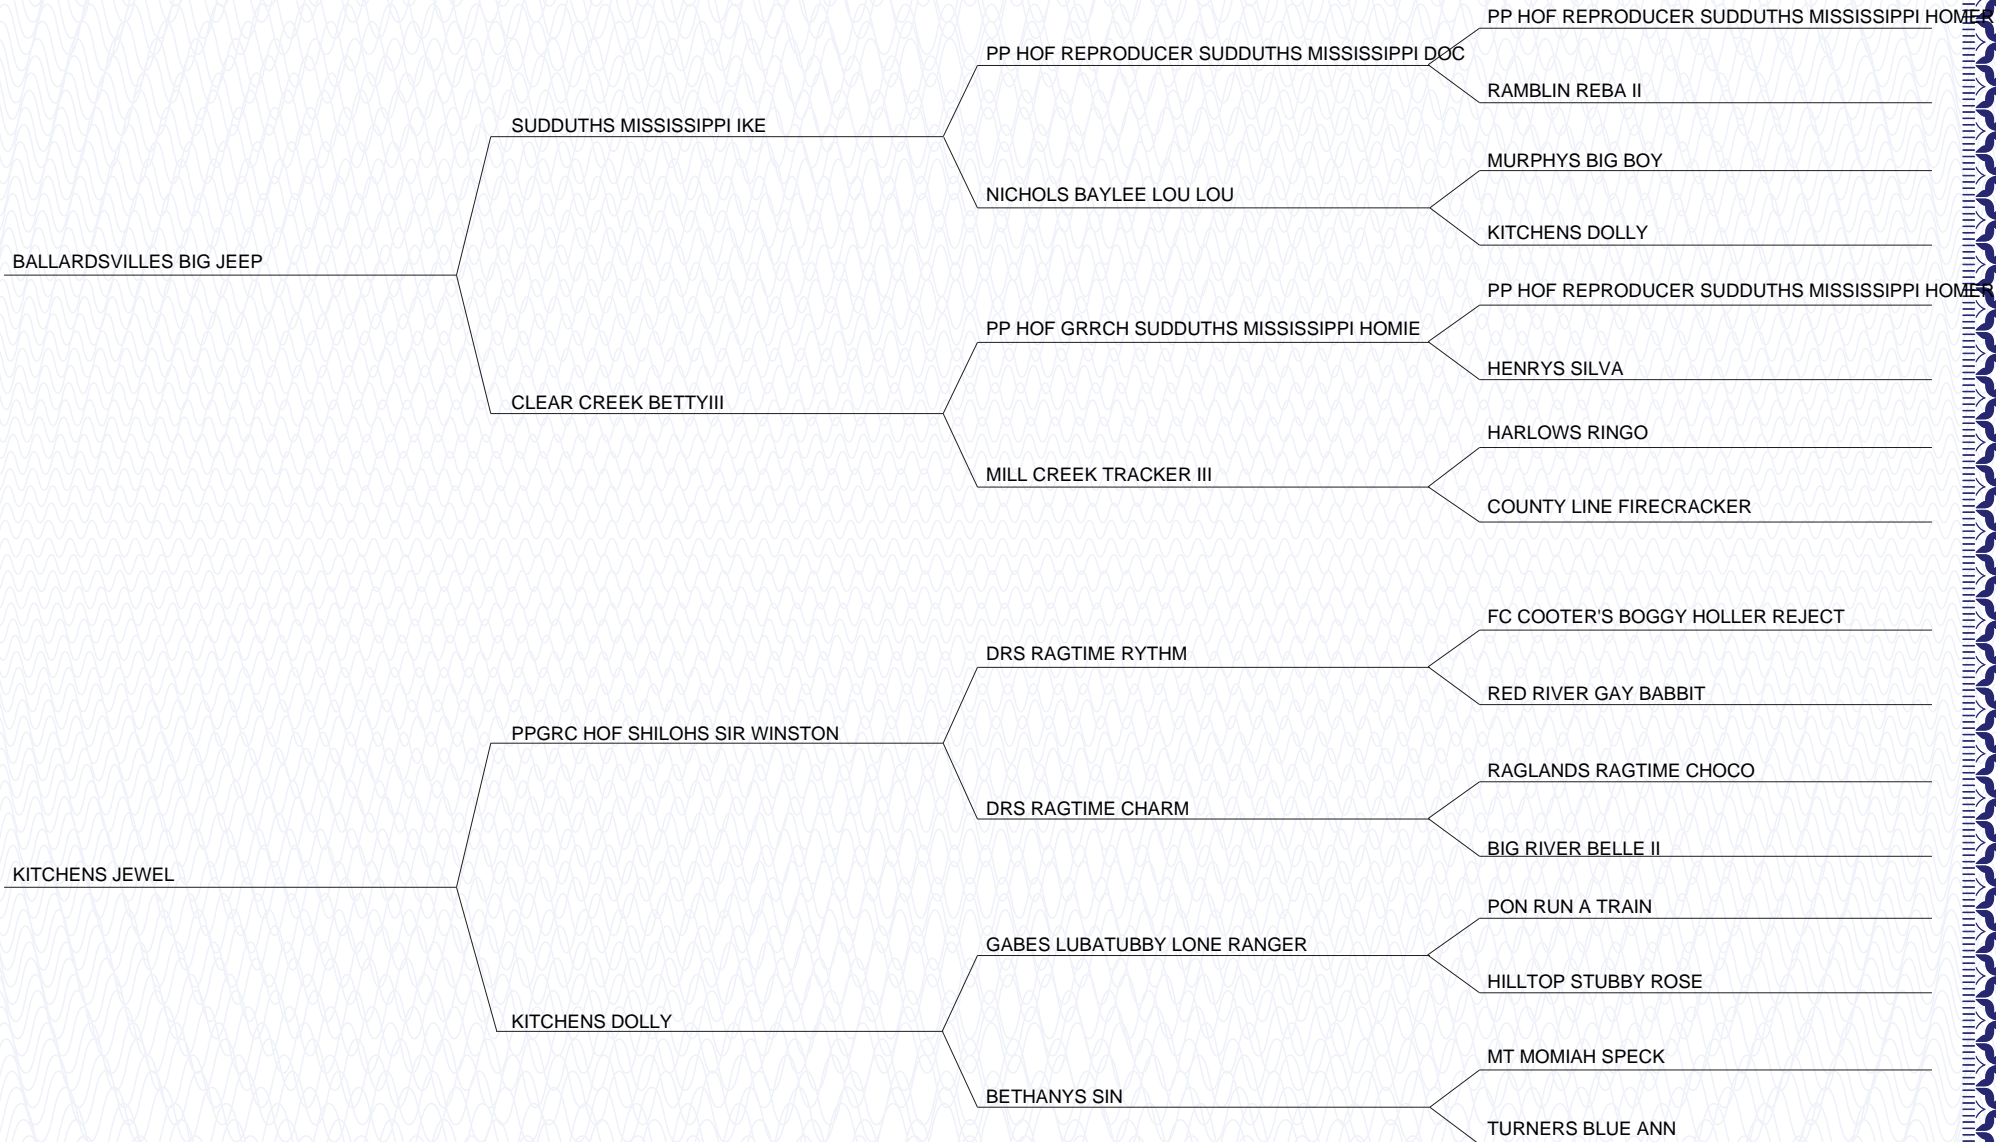 PP HOF REPRODUCER SUDDUTHS MISSISSIPPI HOMER
PP HOF REPRODUCER SUDDUTHS MISSISSIPPI DOC
RAMBLIN REBA II
SUDDUTHS MISSISSIPPI IKE
MURPHYS BIG BOY
NICHOLS BAYLEE LOU LOU
KITCHENS DOLLY
BALLARDSVILLES BIG JEEP
PP HOF REPRODUCER SUDDUTHS MISSISSIPPI HOMER
PP HOF GRRCH SUDDUTHS MISSISSIPPI HOMIE
HENRYS SILVA
CLEAR CREEK BETTYIII
HARLOWS RINGO
MILL CREEK TRACKER III
COUNTY LINE FIRECRACKER
FC COOTER'S BOGGY HOLLER REJECT
DRS RAGTIME RYTHM
RED RIVER GAY BABBIT
PPGRC HOF SHILOHS SIR WINSTON
RAGLANDS RAGTIME CHOCO
DRS RAGTIME CHARM
BIG RIVER BELLE II
KITCHENS JEWEL
PON RUN A TRAIN
GABES LUBATUBBY LONE RANGER
HILLTOP STUBBY ROSE
KITCHENS DOLLY
MT MOMIAH SPECK
BETHANYS SIN
TURNERS BLUE ANN